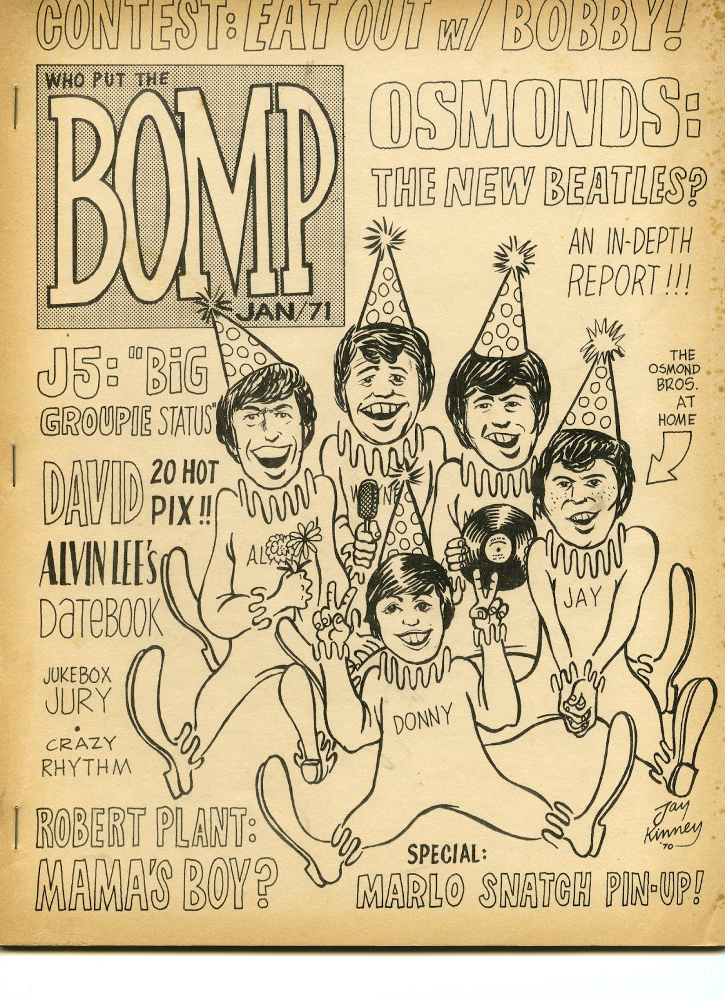 CONTEST: EAT OUT w/ BOBBY!
WHO PUT THE
BOMP
JAN/71
OSMONDS:
THE NEW BEATLES?
AN IN-DEPTH
REPORT!!!
J5: "BiG
GROUPIE STATUS"
DAVID 20 HOT
PIX!!
ALVIN LEE's
DATEBOOK
JUKEBOX
JURY
•
CRAZY
RHYTHM
THE
OSMOND
BROS.
AT
HOME
JAY
DONNY
ROBERT PLANT:
MAMA'S BOY?
SPECIAL:
MARLO SNATCH PIN-UP!
Jay
Kinney
'70